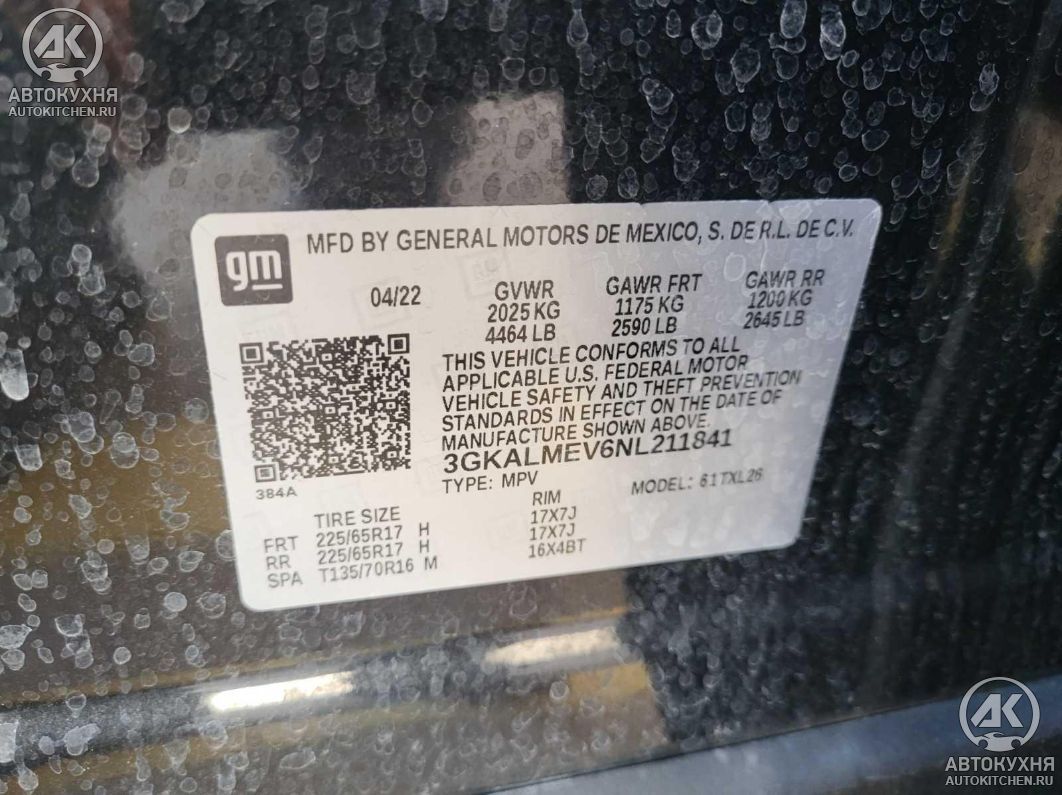 AK
АВТОКУХНЯ
AUTOKITCHEN.RU
gm
MFD BY GENERAL MOTORS DE MEXICO, S. DE R.L. DE C.V.
04/22 GVWR GAWR FRT GAWR RR
2025 KG 1175 KG 1200 KG
4464 LB 2590 LB 2645 LB
THIS VEHICLE CONFORMS TO ALL
APPLICABLE U.S. FEDERAL MOTOR
VEHICLE SAFETY AND THEFT PREVENTION
STANDARDS IN EFFECT ON THE DATE OF
MANUFACTURE SHOWN ABOVE.
3GKALMEV6NL211841
384A
TYPE: MPV MODEL: 61TXL26
TIRE SIZE RIM
FRT 225/65R17 H 17X7J
RR 225/65R17 H 17X7J
SPA T135/70R16 M 16X4BT
AK
АВТОКУХНЯ
AUTOKITCHEN.RU